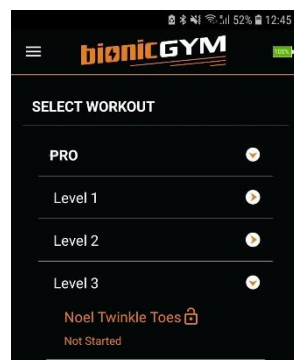 52% 12:45
bionicGYM
100%
SELECT WORKOUT
PRO
Level 1
Level 2
Level 3
Noel Twinkle Toes
Not Started